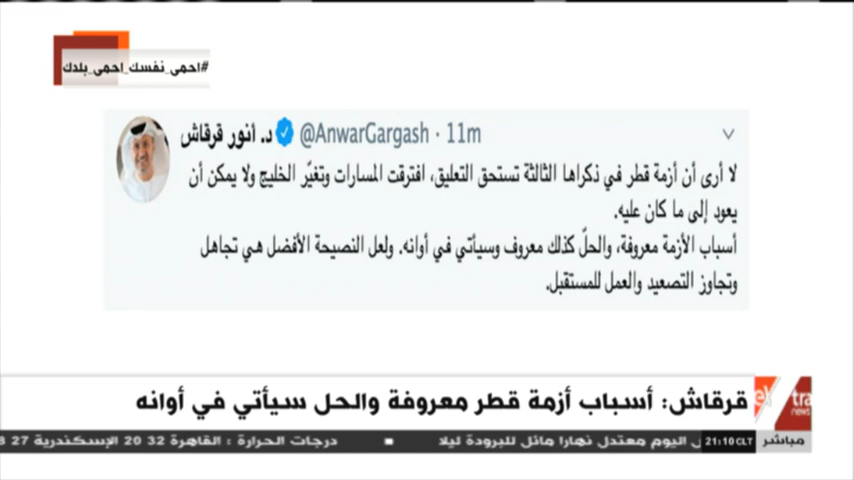 #احمى_نفسك_احمى_بلدك
د. أنور قرقاش @AnwarGargash · 11m
لا أرى أن أزمة قطر في ذكراها الثالثة تستحق التعليق، افترقت المسارات وتغيّر الخليج ولا يمكن أن
يعود إلى ما كان عليه.
أسباب الأزمة معروفة، والحلّ كذلك معروف وسيأتي في أوانه. ولعل النصيحة الأفضل هي تجاهل
وتجاوز التصعيد والعمل للمستقبل.
قرقاش: أسباب أزمة قطر معروفة والحل سيأتي في أوانه
tra
news
مباشر
21:10 CLT
اليوم معتدل نهارا مائل للبرودة ليلا ■ درجات الحرارة : القاهرة 32 20 الإسكندرية 27